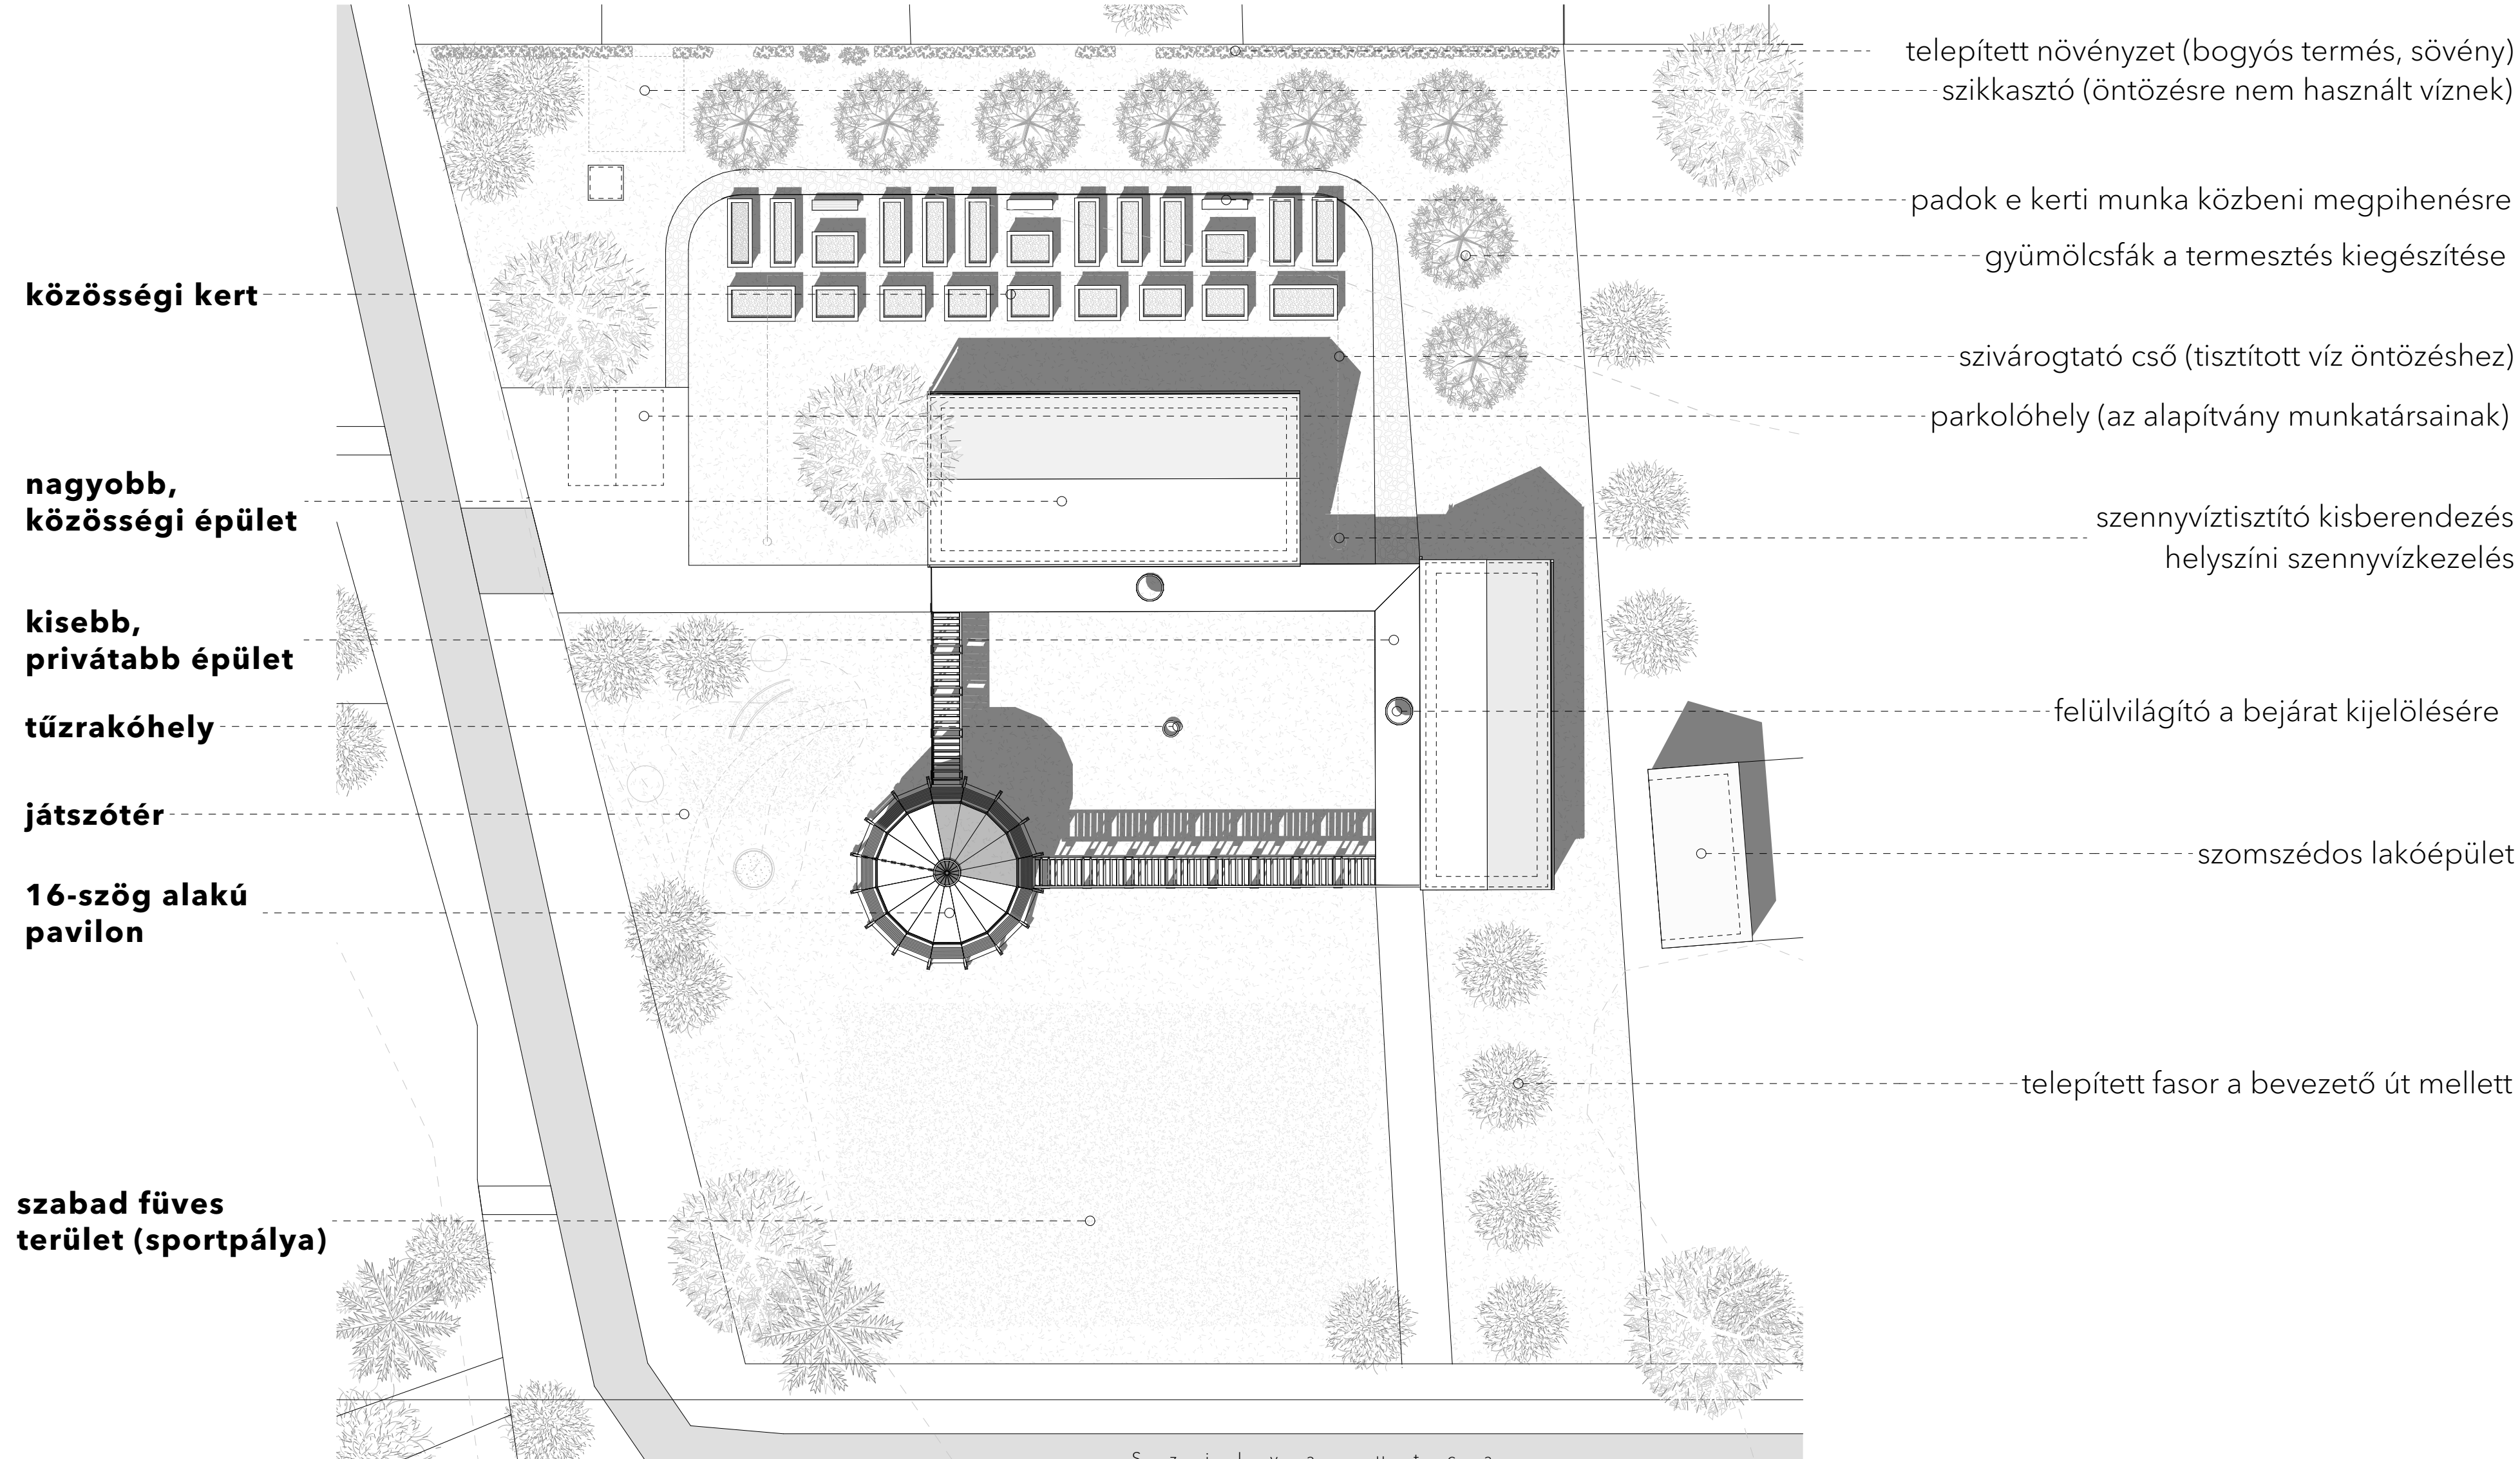 közösségi kert
nagyobb,
közösségi épület
kisebb,
privátabb épület
tűzrakóhely
játszótér
16-szög alakú
pavilon
szabad füves
terület (sportpálya)
telepített növényzet (bogyós termés, sövény)
szikkasztó (öntözésre nem használt víznek)
padok e kerti munka közbeni megpihenésre
gyümölcsfák a termesztés kiegészítése
szivárogtató cső (tisztított víz öntözéshez)
parkolóhely (az alapítvány munkatársainak)
szennyvíztisztító kisberendezés
helyszíni szennyvízkezelés
felülvilágító a bejárat kijelölésére
szomszédos lakóépület
telepített fasor a bevezető út mellett